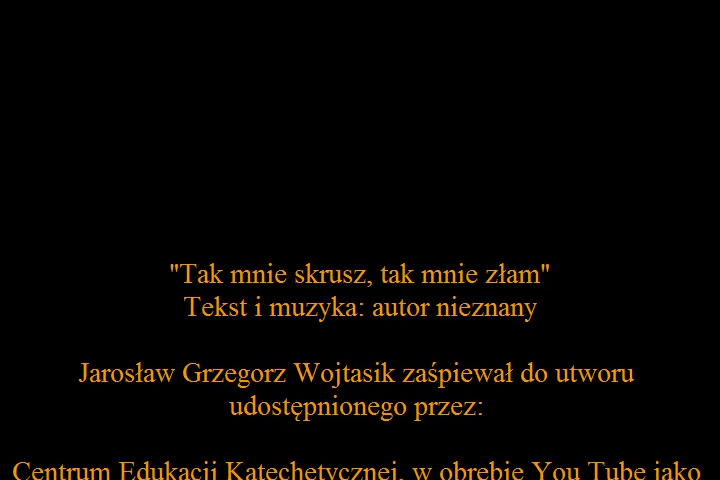 "Tak mnie skrusz, tak mnie złam"
Tekst i muzyka: autor nieznany
Jarosław Grzegorz Wojtasik zaśpiewał do utworu
udostępnionego przez:
Centrum Edukacji Katechetycznej, w obrębie You Tube jako